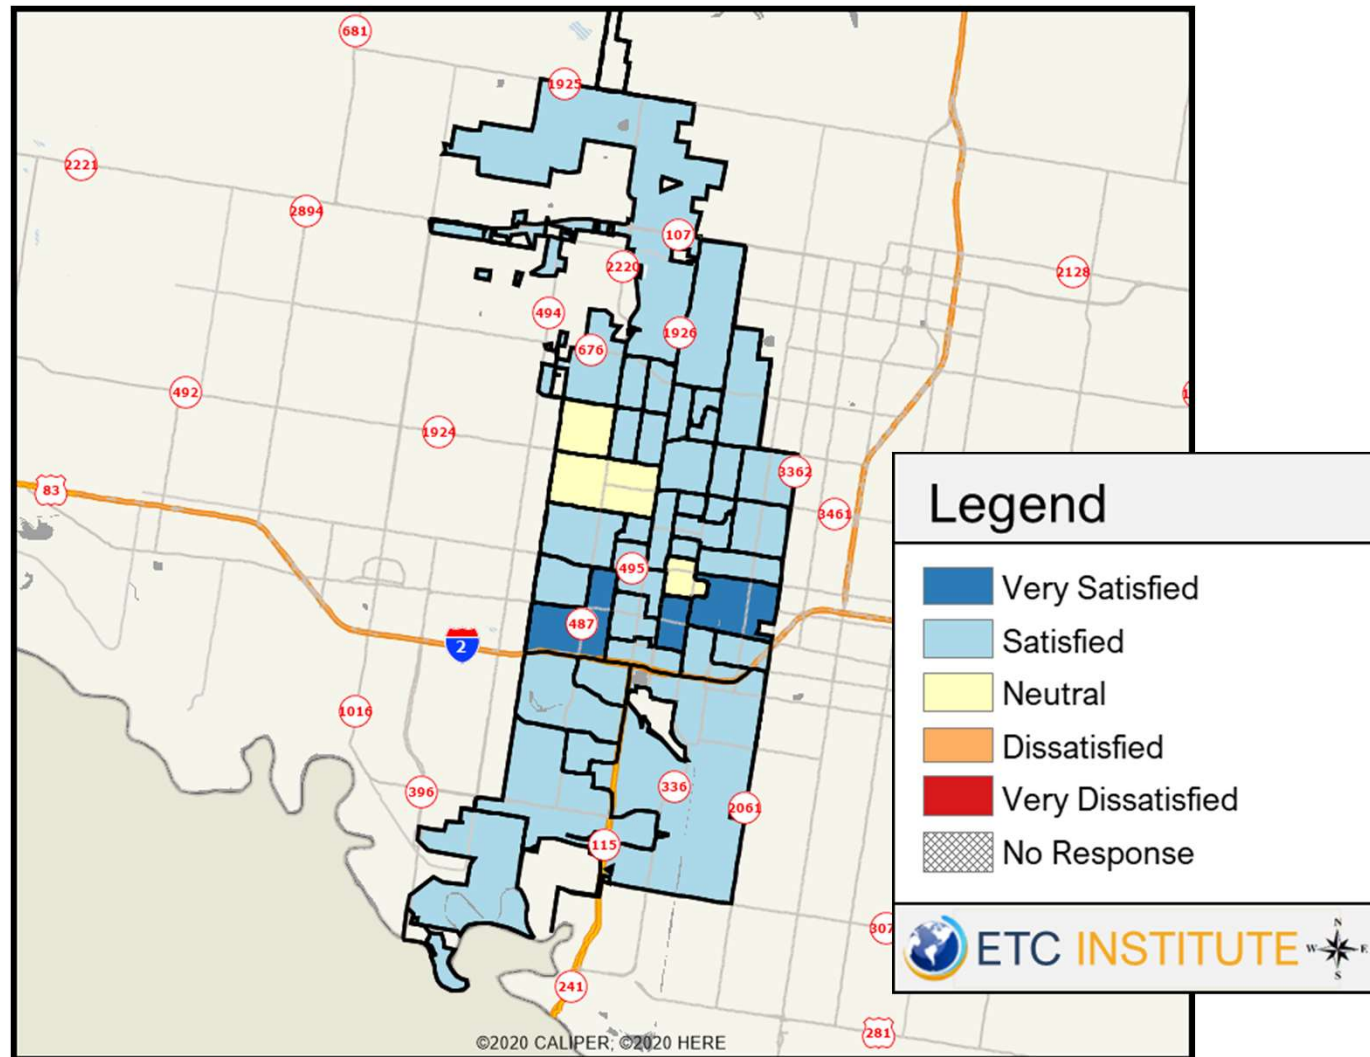 681
1925
2221
2894
107
2220
2128
494
1926
676
492
1924
3362
83
3461
495
487
2
1016
336
396
2061
115
241
281
Legend
Very Satisfied
Satisfied
Neutral
Dissatisfied
Very Dissatisfied
No Response
ETC INSTITUTE
N
W E
S
©2020 CALIPER; ©2020 HERE